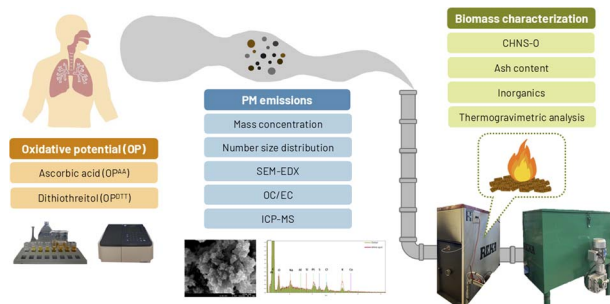 Biomass characterization
CHNS-O
Ash content
Inorganics
Thermogravimetric analysis
PM emissions
Mass concentration
Number size distribution
SEM-EDX
OC/EC
ICP-MS
Oxidative potential (OP)
Ascorbic acid (OPᴬᴬ)
Dithiothreitol (OPᴰᵀᵀ)
REKA